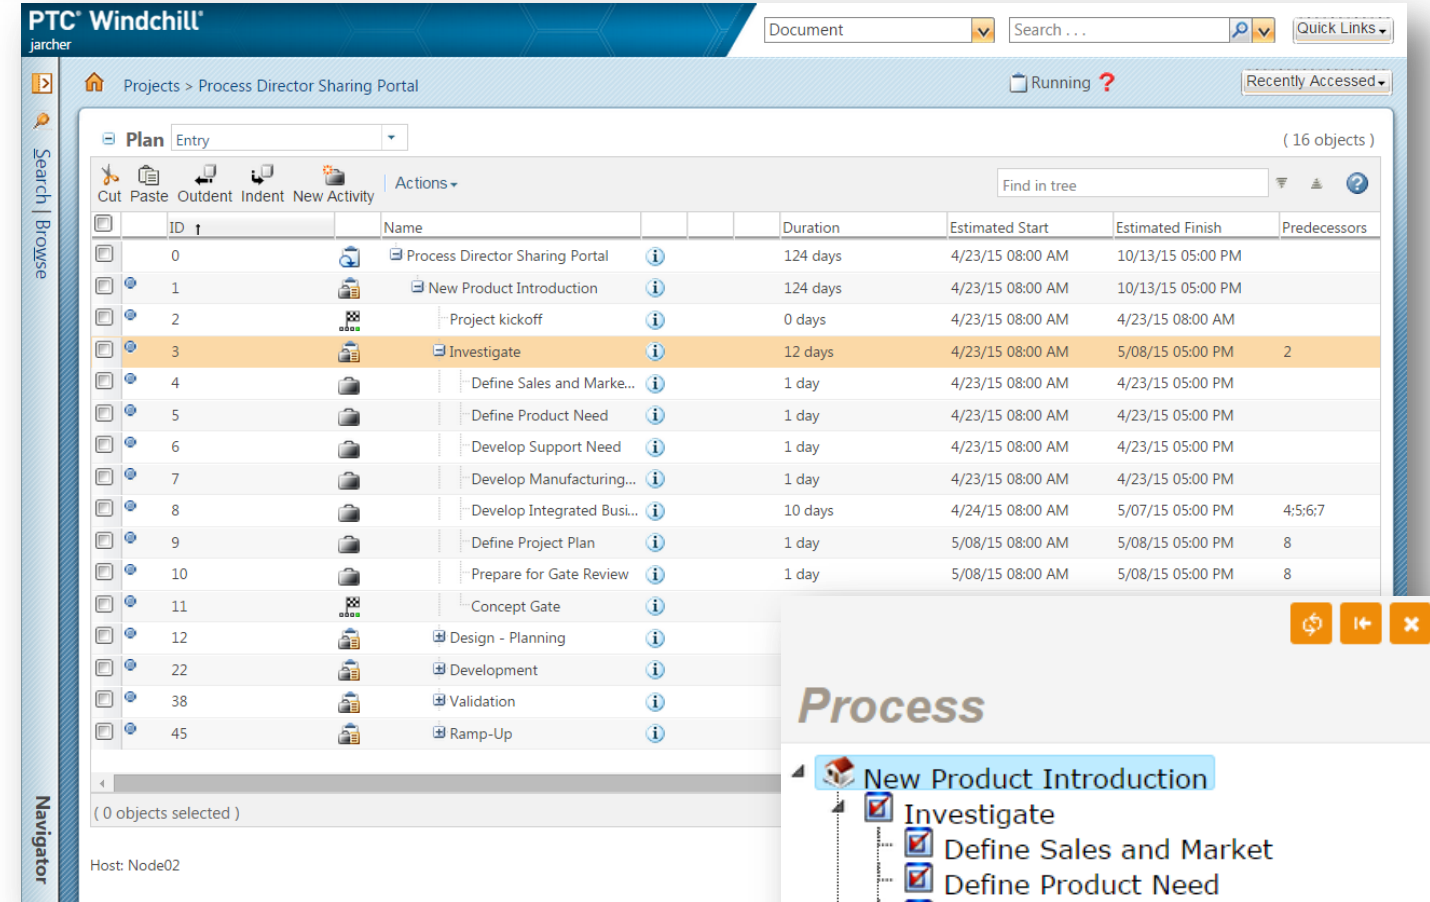 PTC® Windchill®
jarcher
Document
Search . . .
Quick Links
Projects > Process Director Sharing Portal
Running ?
Recently Accessed
Search | Browse
Navigator
Plan Entry
( 16 objects )
Cut Paste Outdent Indent New Activity Actions
Find in tree
ID Name Duration Estimated Start Estimated Finish Predecessors
0 Process Director Sharing Portal 124 days 4/23/15 08:00 AM 10/13/15 05:00 PM
1 New Product Introduction 124 days 4/23/15 08:00 AM 10/13/15 05:00 PM
2 Project kickoff 0 days 4/23/15 08:00 AM 4/23/15 08:00 AM
3 Investigate 12 days 4/23/15 08:00 AM 5/08/15 05:00 PM 2
4 Define Sales and Marke... 1 day 4/23/15 08:00 AM 4/23/15 05:00 PM
5 Define Product Need 1 day 4/23/15 08:00 AM 4/23/15 05:00 PM
6 Develop Support Need 1 day 4/23/15 08:00 AM 4/23/15 05:00 PM
7 Develop Manufacturing... 1 day 4/23/15 08:00 AM 4/23/15 05:00 PM
8 Develop Integrated Busi... 10 days 4/24/15 08:00 AM 5/07/15 05:00 PM 4;5;6;7
9 Define Project Plan 1 day 5/08/15 08:00 AM 5/08/15 05:00 PM 8
10 Prepare for Gate Review 1 day 5/08/15 08:00 AM 5/08/15 05:00 PM 8
11 Concept Gate
12 Design - Planning
22 Development
38 Validation
45 Ramp-Up
( 0 objects selected )
Host: Node02
Process
New Product Introduction
Investigate
Define Sales and Market
Define Product Need